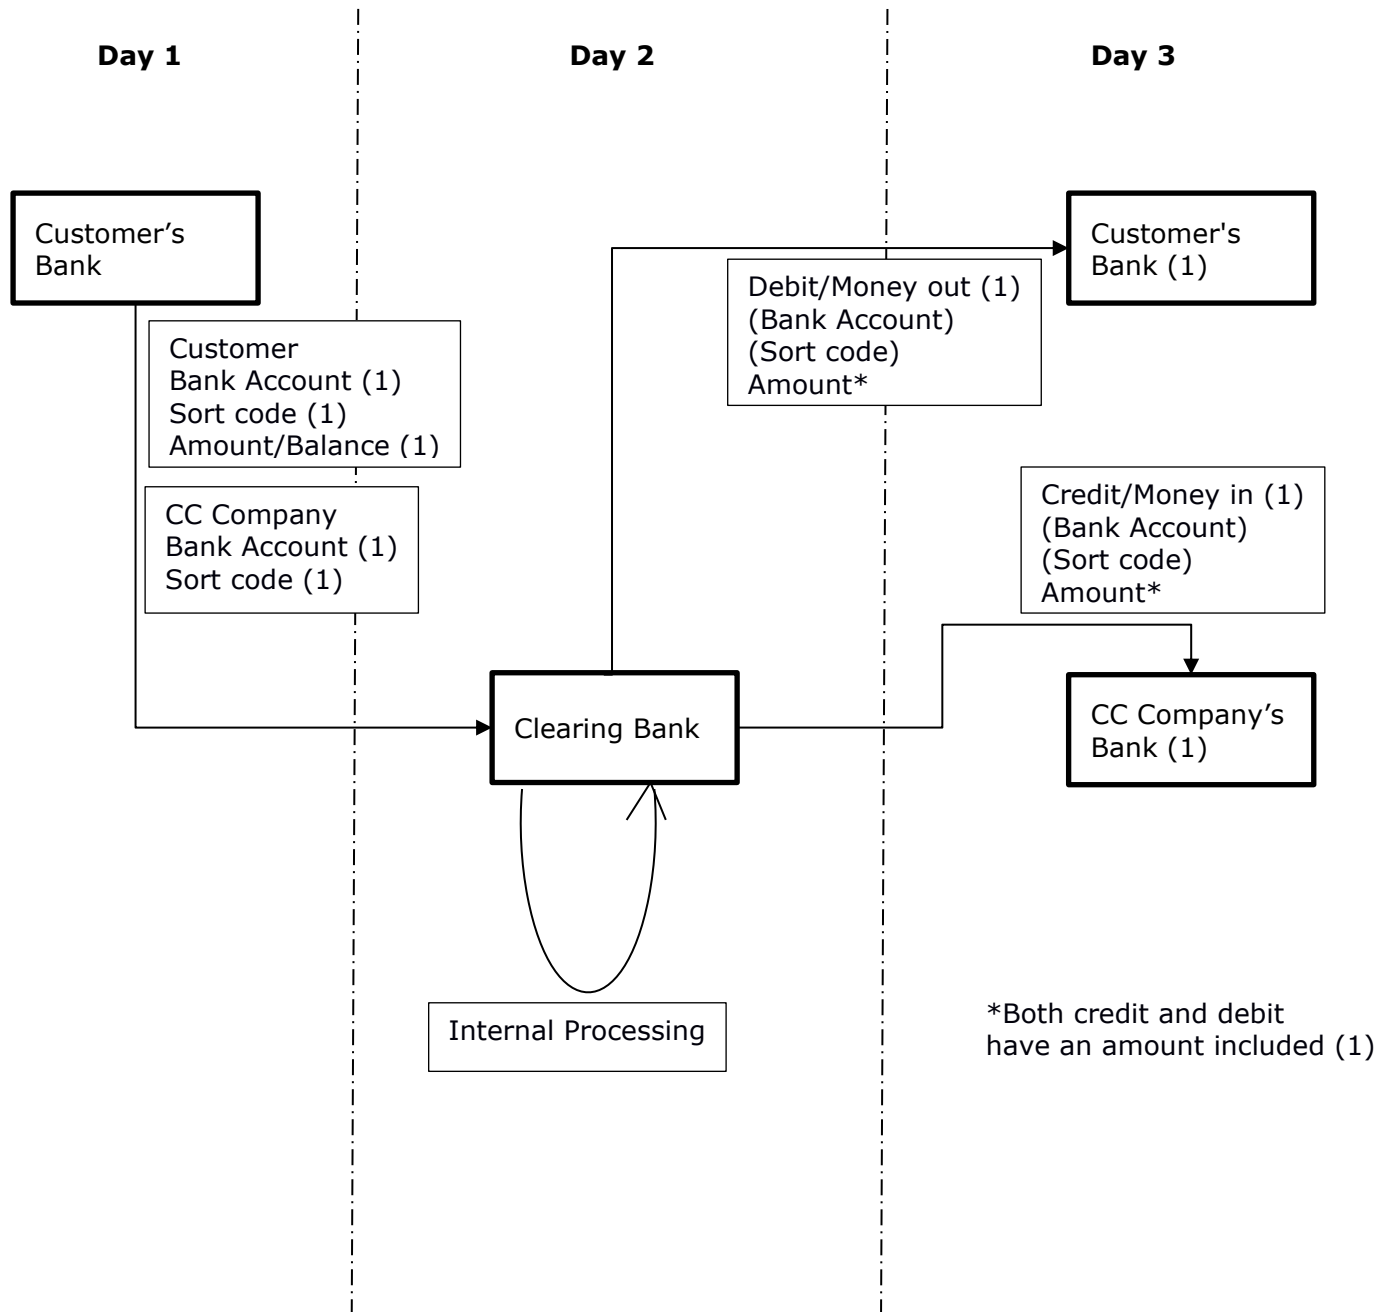 Day 1
Day 2
Day 3
Customer’s
Bank
Customer
Bank Account (1)
Sort code (1)
Amount/Balance (1)
CC Company
Bank Account (1)
Sort code (1)
Debit/Money out (1)
(Bank Account)
(Sort code)
Amount*
Customer's
Bank (1)
Credit/Money in (1)
(Bank Account)
(Sort code)
Amount*
Clearing Bank
CC Company’s
Bank (1)
Internal Processing
*Both credit and debit
have an amount included (1)